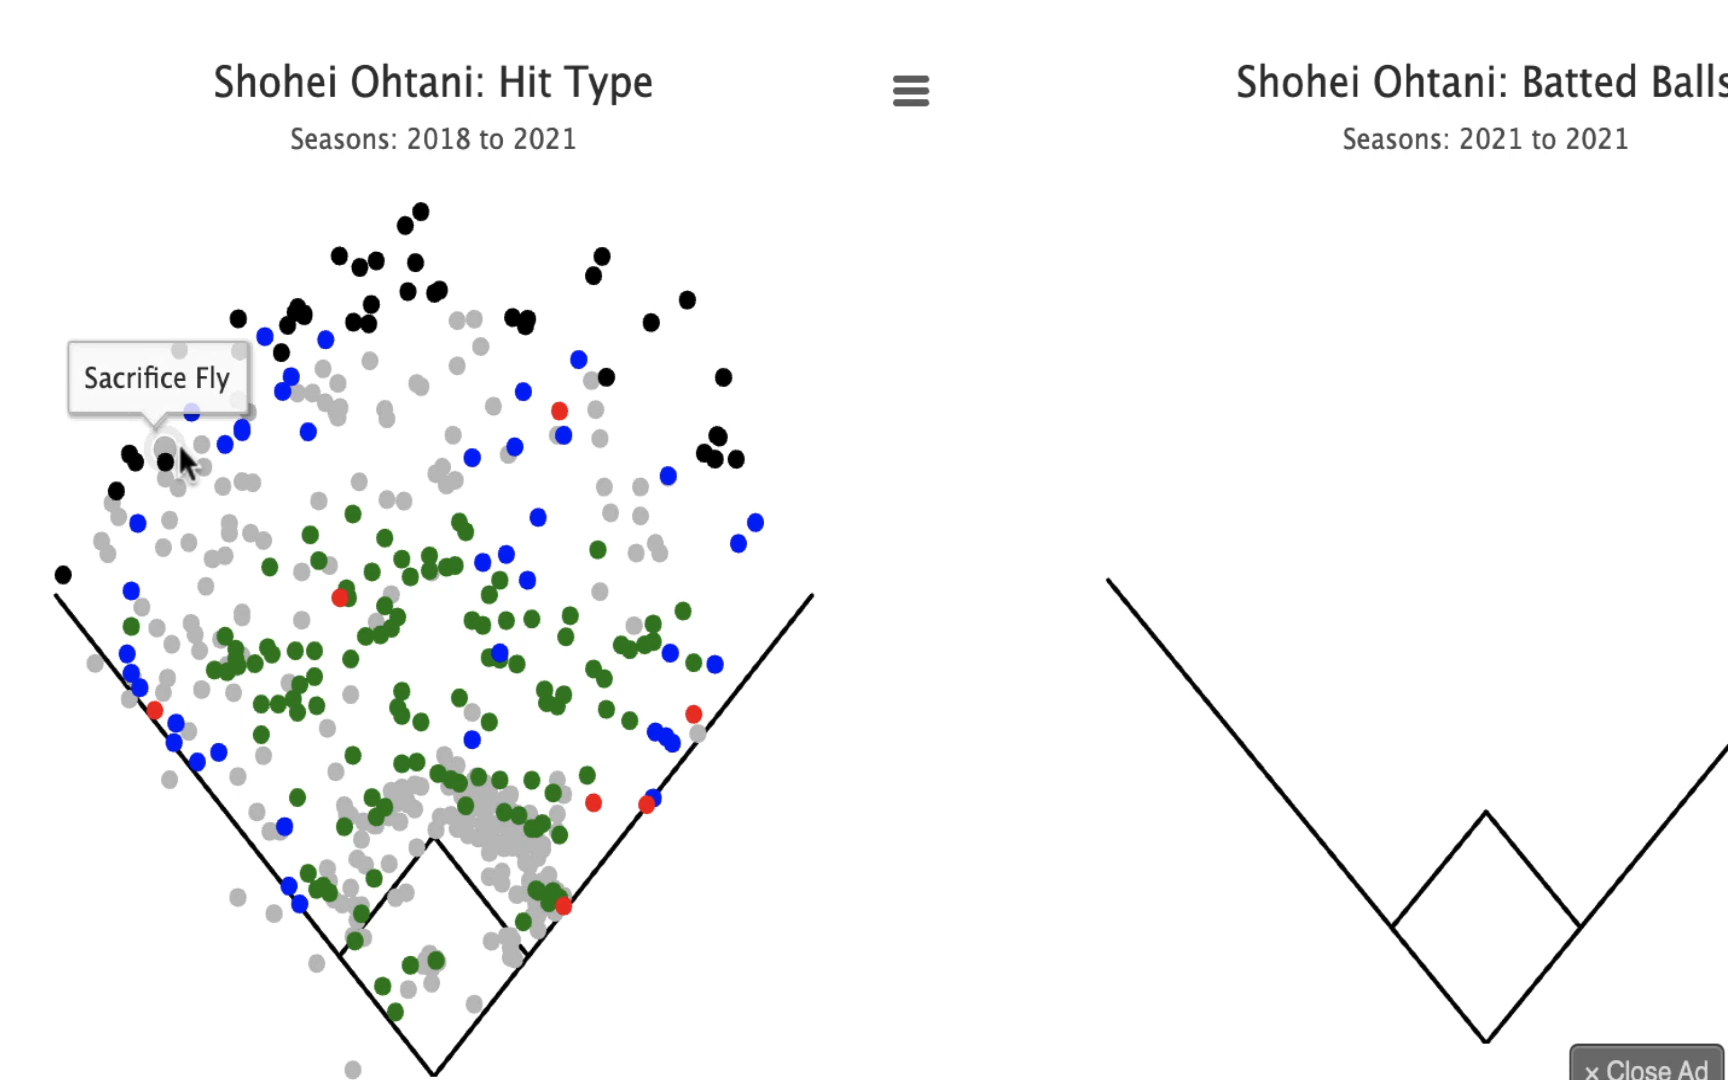 Shohei Ohtani: Hit Type
Seasons: 2018 to 2021
Sacrifice Fly
Shohei Ohtani: Batted Balls
Seasons: 2021 to 2021
× Close Ad